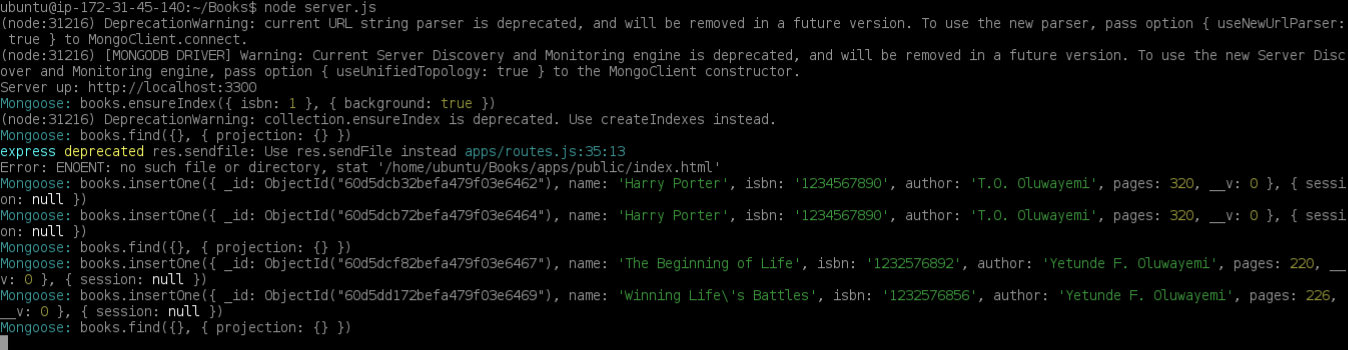 ubuntu@ip-172-31-45-140:~/Books$ node server.js
(node:31216) DeprecationWarning: current URL string parser is deprecated, and will be removed in a future version. To use the new parser, pass option { useNewUrlParser:
 true } to MongoClient.connect.
(node:31216) [MONGODB DRIVER] Warning: Current Server Discovery and Monitoring engine is deprecated, and will be removed in a future version. To use the new Server Disc
over and Monitoring engine, pass option { useUnifiedTopology: true } to the MongoClient constructor.
Server up: http://localhost:3300
Mongoose: books.ensureIndex({ isbn: 1 }, { background: true })
(node:31216) DeprecationWarning: collection.ensureIndex is deprecated. Use createIndexes instead.
Mongoose: books.find({}, { projection: {} })
express deprecated res.sendfile: Use res.sendFile instead apps/routes.js:35:13
Error: ENOENT: no such file or directory, stat '/home/ubuntu/Books/apps/public/index.html'
Mongoose: books.insertOne({ _id: ObjectId("60d5dcb32befa479f03e6462"), name: 'Harry Porter', isbn: '1234567890', author: 'T.O. Oluwayemi', pages: 320, __v: 0 }, { sessi
on: null })
Mongoose: books.insertOne({ _id: ObjectId("60d5dcb72befa479f03e6464"), name: 'Harry Porter', isbn: '1234567890', author: 'T.O. Oluwayemi', pages: 320, __v: 0 }, { sessi
on: null })
Mongoose: books.find({}, { projection: {} })
Mongoose: books.insertOne({ _id: ObjectId("60d5dcf82befa479f03e6467"), name: 'The Beginning of Life', isbn: '1232576892', author: 'Yetunde F. Oluwayemi', pages: 220, __
v: 0 }, { session: null })
Mongoose: books.insertOne({ _id: ObjectId("60d5dd172befa479f03e6469"), name: 'Winning Life\'s Battles', isbn: '1232576856', author: 'Yetunde F. Oluwayemi', pages: 226,
__v: 0 }, { session: null })
Mongoose: books.find({}, { projection: {} })